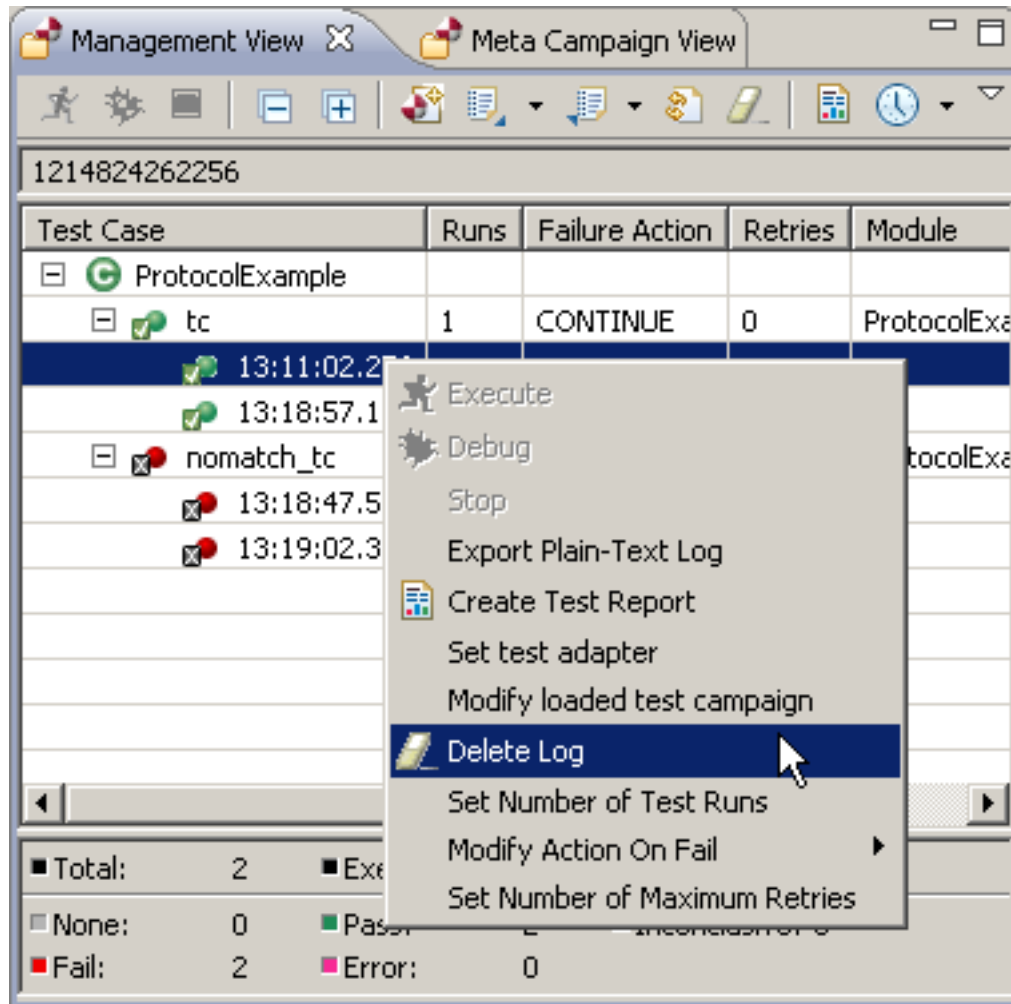 Management View Meta Campaign View
1214824262256
Test Case Runs Failure Action Retries Module
ProtocolExample
tc 1 CONTINUE 0 ProtocolExa
13:11:02.2
13:18:57.1
nomatch_tc tocolExa
13:18:47.5
13:19:02.3
Execute
Debug
Stop
Export Plain-Text Log
Create Test Report
Set test adapter
Modify loaded test campaign
Delete Log
Set Number of Test Runs
Modify Action On Fail
Set Number of Maximum Retries
Total: 2 Exe
None: 0 Pass:
Fail: 2 Error: 0